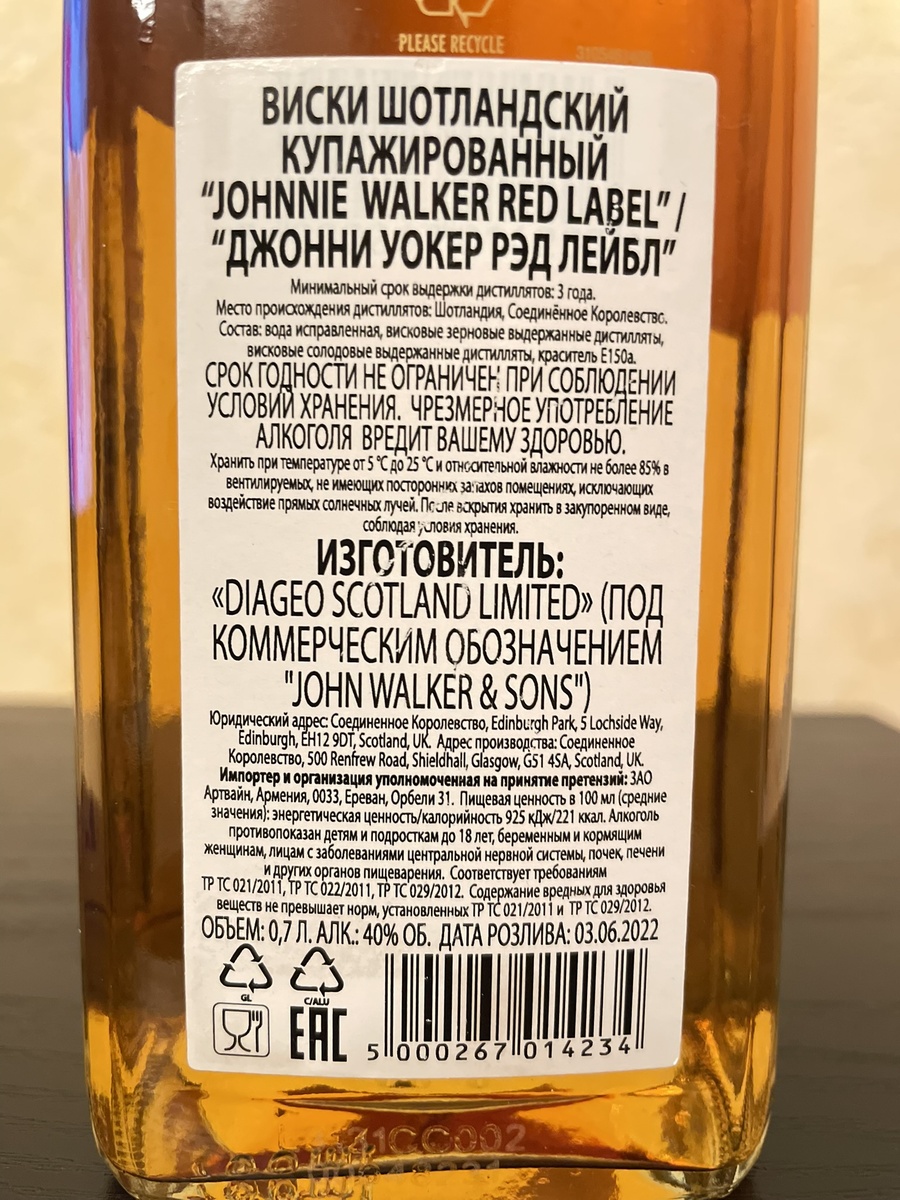 PLEASE RECYCLE
ВИСКИ ШОТЛАНДСКИЙ
КУПАЖИРОВАННЫЙ
“JOHNNIE WALKER RED LABEL” /
“ДЖОННИ УОКЕР РЭД ЛЕЙБЛ”
Минимальный срок выдержки дистиллятов: 3 года.
Место происхождения дистиллятов: Шотландия, Соединённое Королевство.
Состав: вода исправленная, висковые зерновые выдержанные дистилляты,
висковые солодовые выдержанные дистилляты, краситель Е150а.
СРОК ГОДНОСТИ НЕ ОГРАНИЧЕН ПРИ СОБЛЮДЕНИИ
УСЛОВИЙ ХРАНЕНИЯ. ЧРЕЗМЕРНОЕ УПОТРЕБЛЕНИЕ
АЛКОГОЛЯ ВРЕДИТ ВАШЕМУ ЗДОРОВЬЮ.
Хранить при температуре от 5 °С до 25 °С и относительной влажности не более 85% в
вентилируемых, не имеющих посторонних запахов помещениях, исключающих
воздействие прямых солнечных лучей. После вскрытия хранить в закупоренном виде,
соблюдая условия хранения.
ИЗГОТОВИТЕЛЬ:
«DIAGEO SCOTLAND LIMITED» (ПОД
КОММЕРЧЕСКИМ ОБОЗНАЧЕНИЕМ
"JOHN WALKER & SONS")
Юридический адрес: Соединенное Королевство, Edinburgh Park, 5 Lochside Way,
Edinburgh, EH12 9DT, Scotland, UK. Адрес производства: Соединенное
Королевство, 500 Renfrew Road, Shieldhall, Glasgow, G51 4SA, Scotland, UK.
Импортер и организация уполномоченная на принятие претензий: ЗАО
Артвайн, Армения, 0033, Ереван, Орбели 31. Пищевая ценность в 100 мл (средние
значения): энергетическая ценность/калорийность 925 кДж/221 ккал. Алкоголь
противопоказан детям и подросткам до 18 лет, беременным и кормящим
женщинам, лицам с заболеваниями центральной нервной системы, почек, печени
и других органов пищеварения. Соответствует требованиям
ТР ТС 021/2011, ТР ТС 022/2011, ТР ТС 029/2012. Содержание вредных для здоровья
веществ не превышает норм, установленных ТР ТС 021/2011 и ТР ТС 029/2012.
ОБЪЕМ: 0,7 Л. АЛК.: 40% ОБ. ДАТА РОЗЛИВА: 03.06.2022
GL
C/ALU
EAC
5 000267 014234